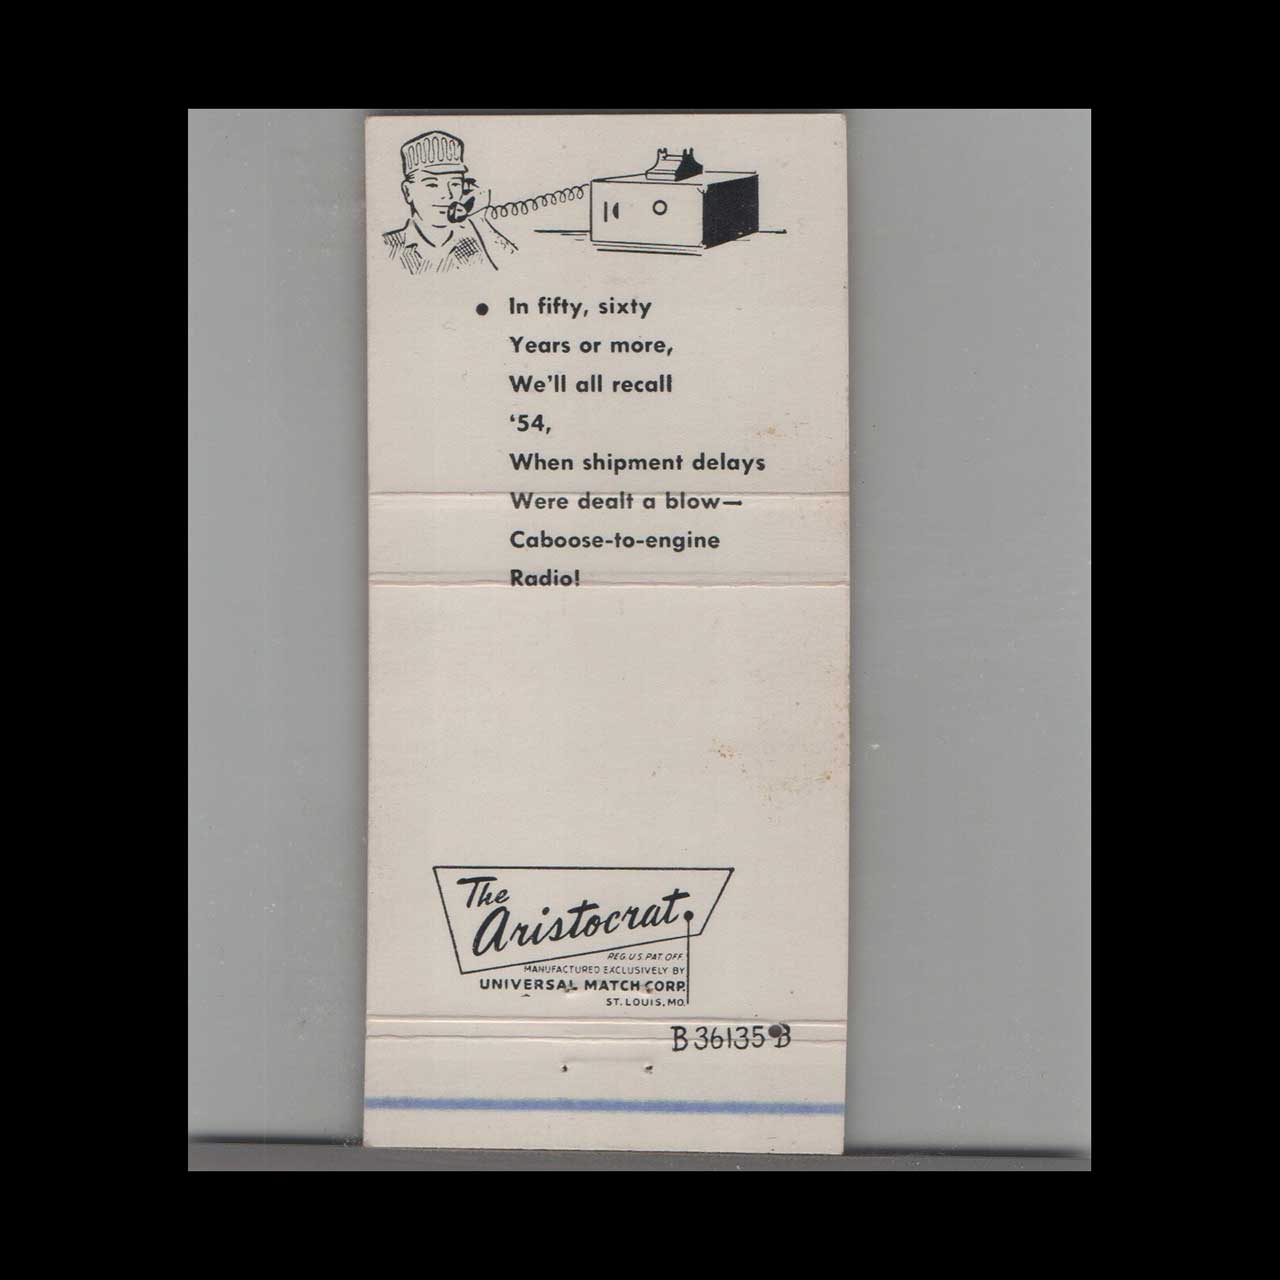 ● In fifty, sixty
Years or more,
We'll all recall
'54,
When shipment delays
Were dealt a blow—
Caboose-to-engine
Radio!
The
Aristocrat
REG.U.S.PAT.OFF.
MANUFACTURED EXCLUSIVELY BY
UNIVERSAL MATCH CORP.
ST. LOUIS, MO.
B 36135 B